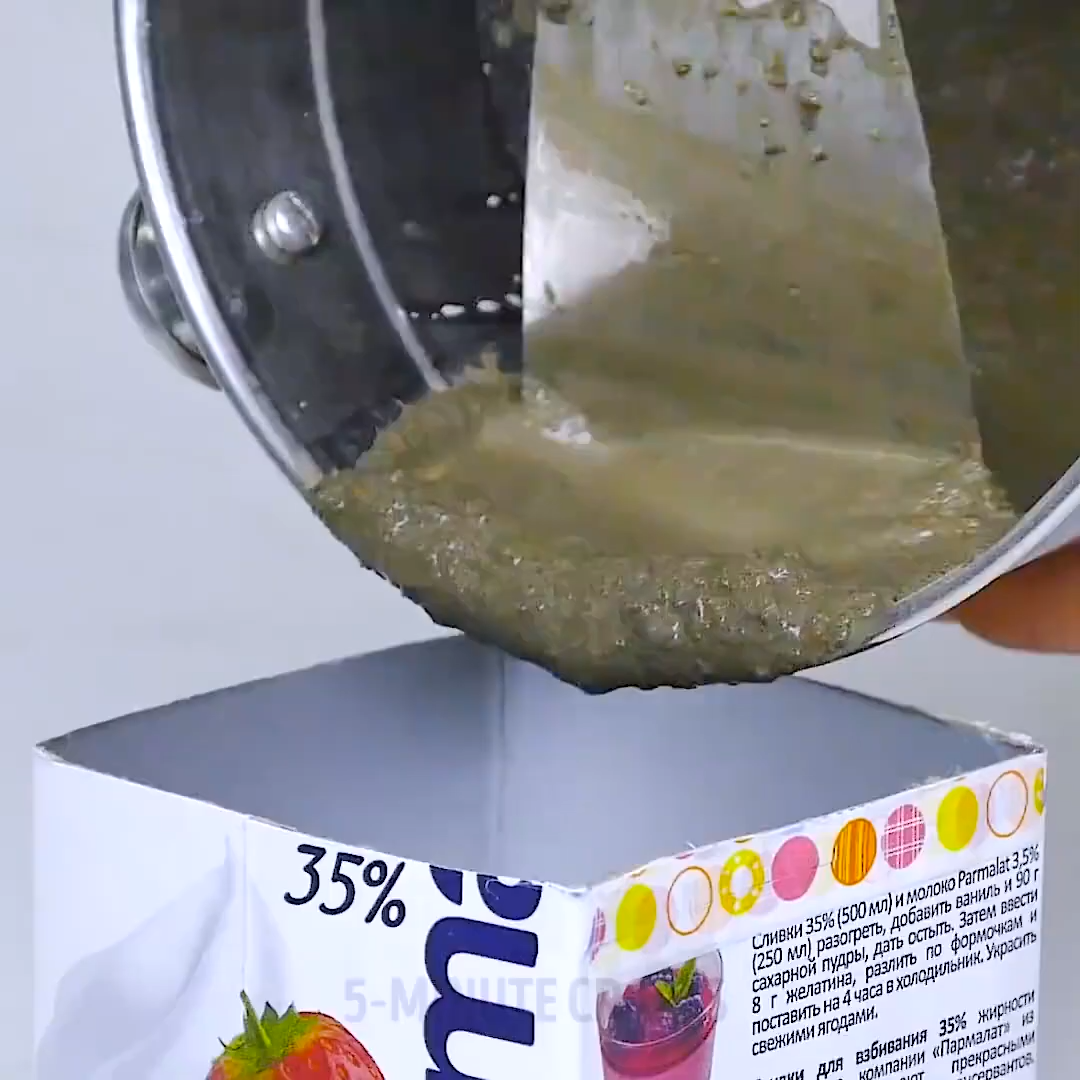 35%
5-MINUTE CR
Сливки 35% (500 мл) и молоко Parmalat 3,5%
(250 мл) разогреть, добавить ваниль и 90 г
сахарной пудры, дать остыть. Затем ввести
8 г желатина, разлить по формочкам и
поставить на 4 часа в холодильник. Украсить
свежими ягодами.
для взбивания 35% жирности
компании «Пармалат» из
прекрасными